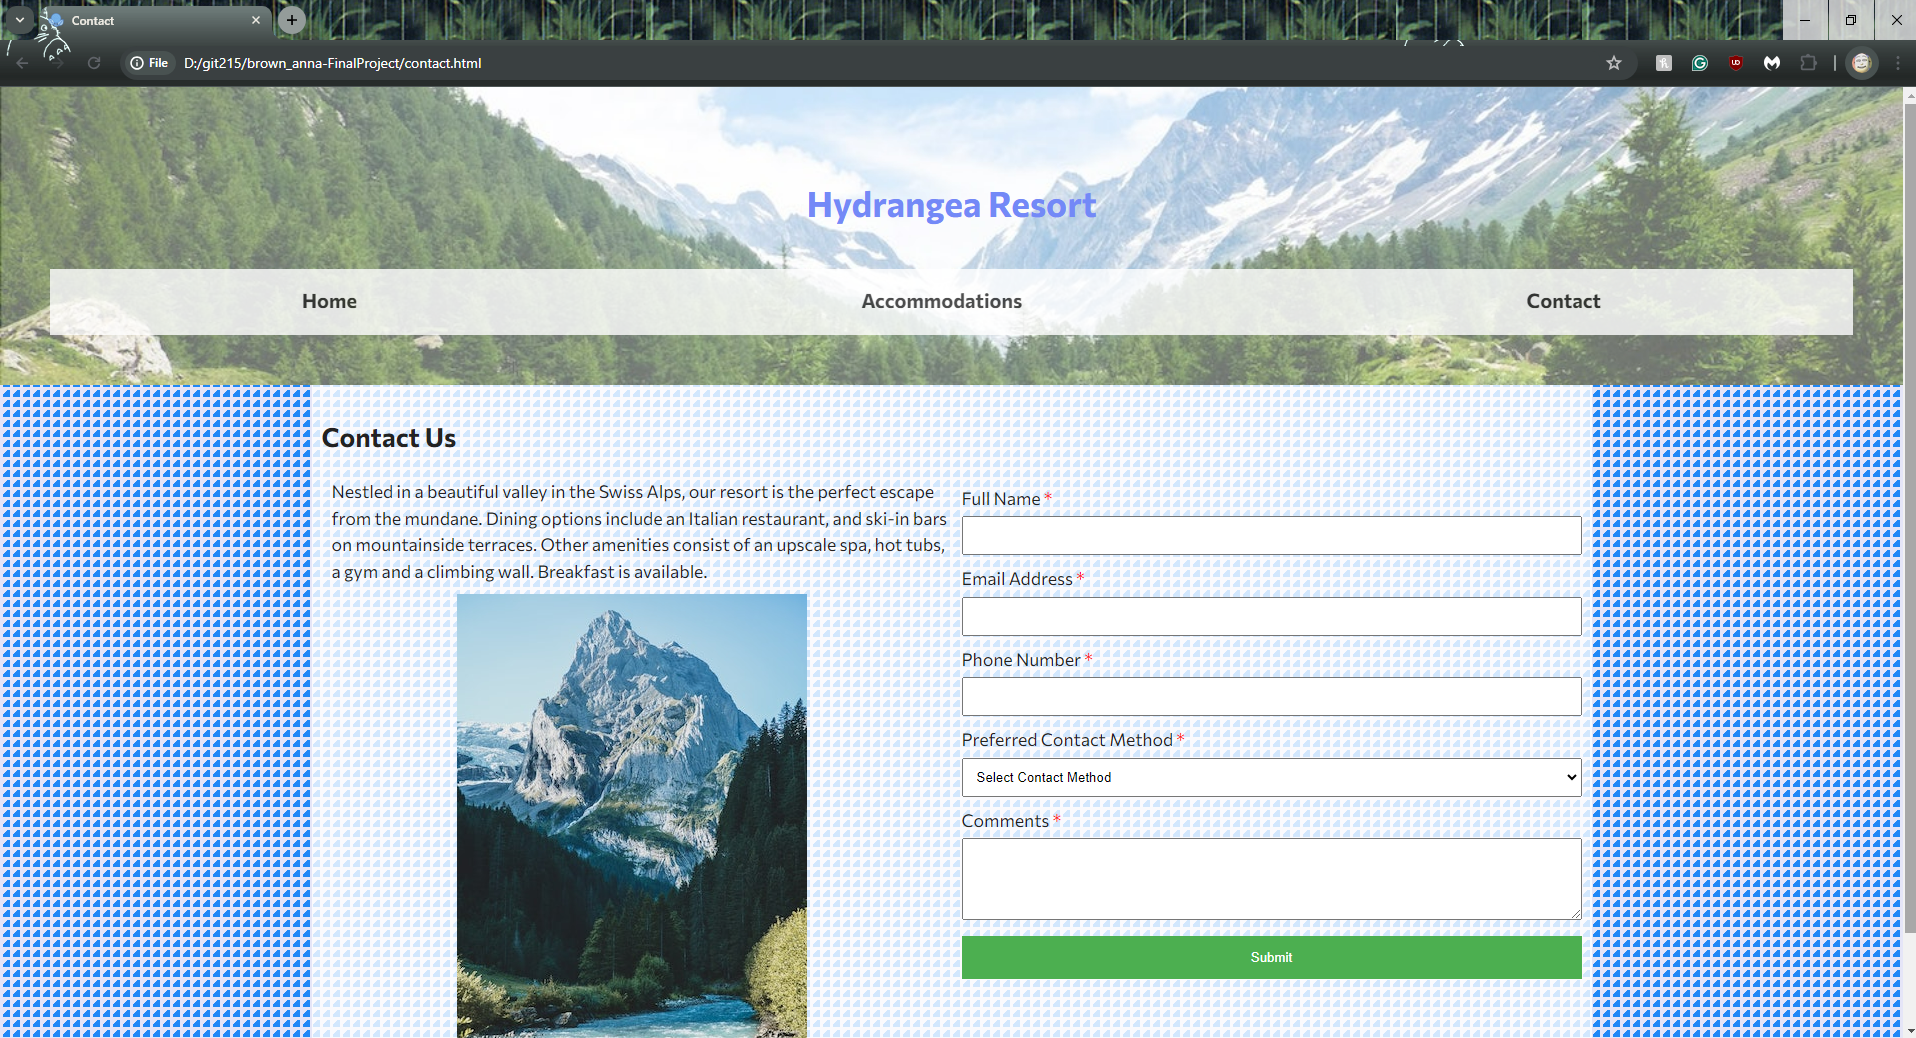 Contact
File
D:/git215/brown_anna-FinalProject/contact.html
Hydrangea Resort
Home
Accommodations
Contact
Contact Us
Nestled in a beautiful valley in the Swiss Alps, our resort is the perfect escape
from the mundane. Dining options include an Italian restaurant, and ski-in bars
on mountainside terraces. Other amenities consist of an upscale spa, hot tubs,
a gym and a climbing wall. Breakfast is available.
Full Name *
Email Address *
Phone Number *
Preferred Contact Method *
Select Contact Method
Comments *
Submit